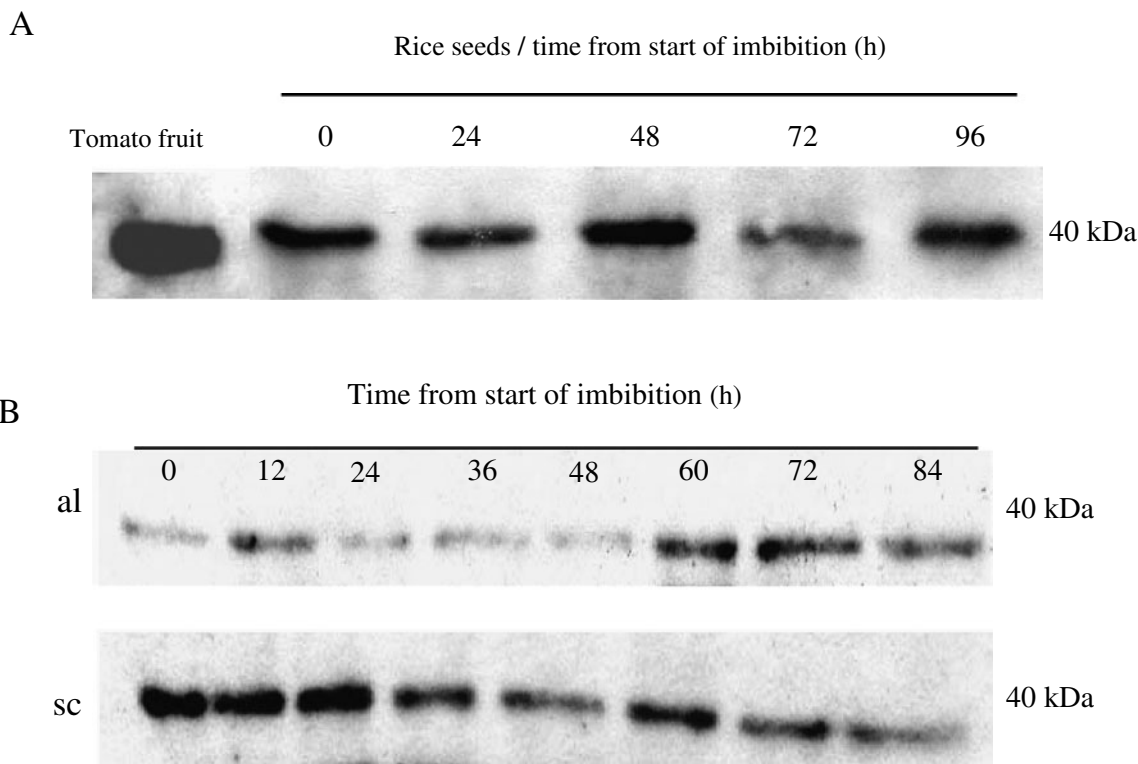 A
Rice seeds / time from start of imbibition (h)
Tomato fruit 0 24 48 72 96
40 kDa
B
Time from start of imbibition (h)
0 12 24 36 48 60 72 84
al
40 kDa
sc
40 kDa